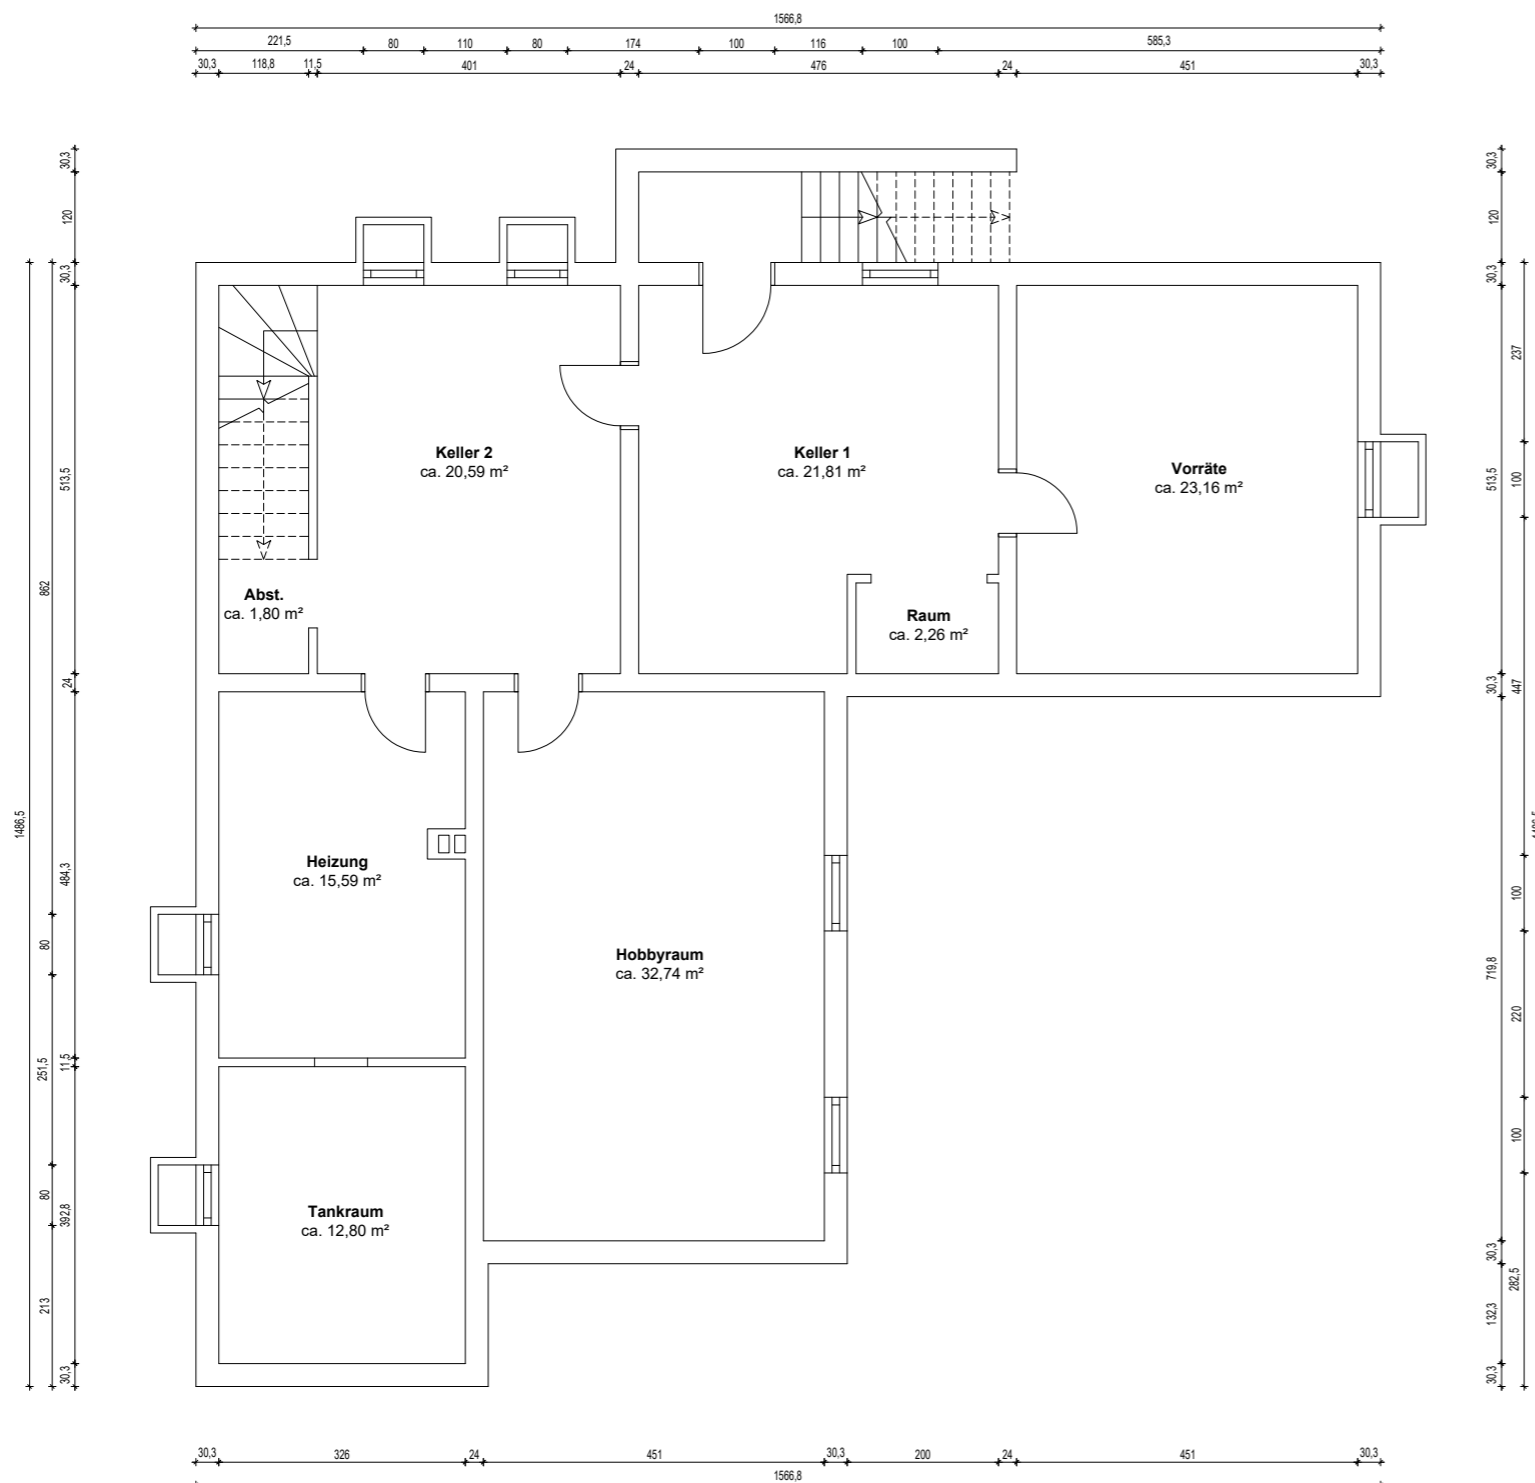 1566,8
221,5 80 110 80 174 100 116 100 585,3
30,3 118,8 11,5 401 24 476 24 451 30,3
30,3
120
30,3
513,5
24
484,3
11,5
392,8
30,3
862
80
251,5
80
213
1486,5
Keller 2
ca. 20,59 m²
Keller 1
ca. 21,81 m²
Vorräte
ca. 23,16 m²
Abst.
ca. 1,80 m²
Raum
ca. 2,26 m²
Heizung
ca. 15,59 m²
Hobbyraum
ca. 32,74 m²
Tankraum
ca. 12,80 m²
30,3
120
30,3
513,5
30,3
719,8
30,3
132,3
30,3
237
100
447
100
220
100
282,5
30,3 326 24 451 30,3 200 24 451 30,3
1566,8